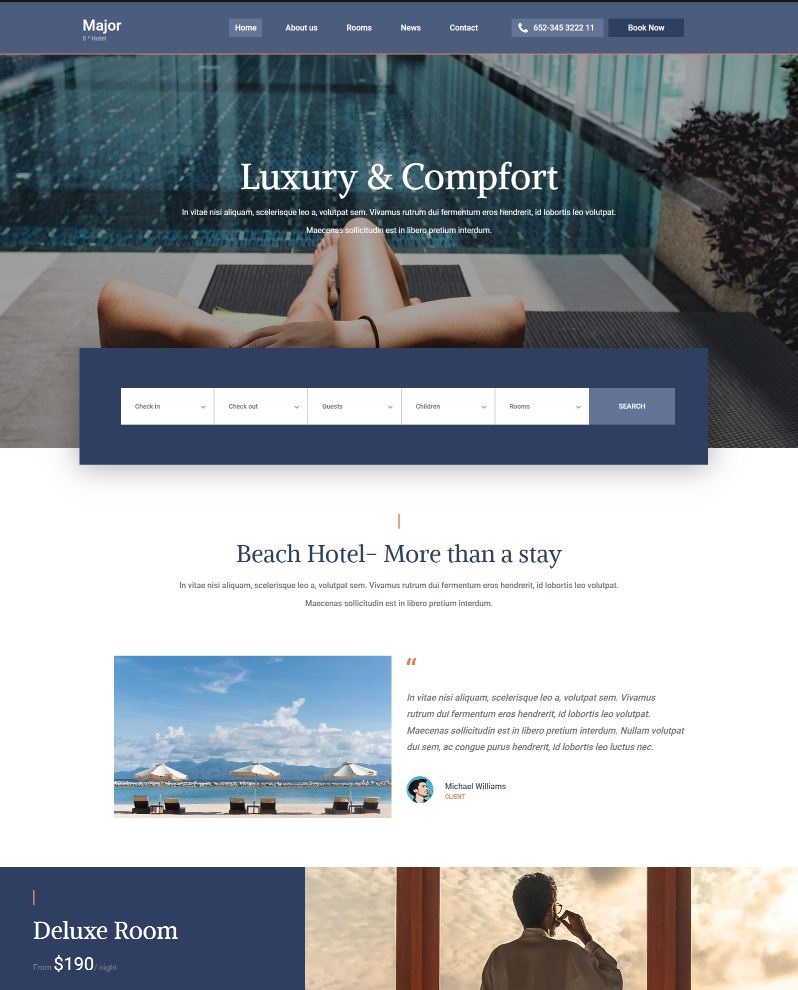 Major
5 * Hotel
Home
About us
Rooms
News
Contact
652-345 3222 11
Book Now
Luxury & Compfort
In vitae nisi aliquam, scelerisque leo a, volutpat sem. Vivamus rutrum dui fermentum eros hendrerit, id lobortis leo volutpat.
Maecenas sollicitudin est in libero pretium interdum.
Check in
Check out
Guests
Children
Rooms
SEARCH
Beach Hotel– More than a stay
In vitae nisi aliquam, scelerisque leo a, volutpat sem. Vivamus rutrum dui fermentum eros hendrerit, id lobortis leo volutpat.
Maecenas sollicitudin est in libero pretium interdum.
“
In vitae nisi aliquam, scelerisque leo a, volutpat sem. Vivamus
rutrum dui fermentum eros hendrerit, id lobortis leo volutpat.
Maecenas sollicitudin est in libero pretium interdum. Nullam volutpat
dui sem, ac congue purus hendrerit, id lobortis leo luctus nec.
Michael Williams
CLIENT
Deluxe Room
From $190/ night